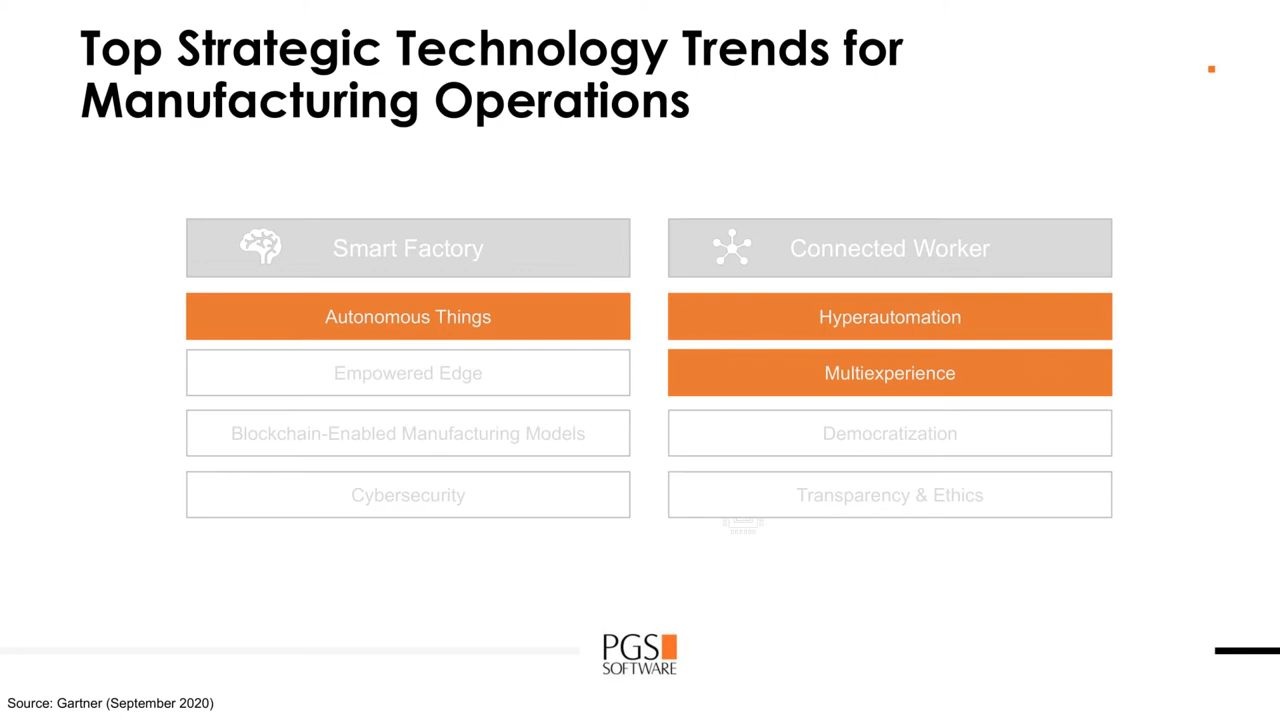 Top Strategic Technology Trends for
Manufacturing Operations
Smart Factory
Connected Worker
Autonomous Things
Hyperautomation
Empowered Edge
Multiexperience
Blockchain-Enabled Manufacturing Models
Democratization
Cybersecurity
Transparency & Ethics
PGS
SOFTWARE
Source: Gartner (September 2020)